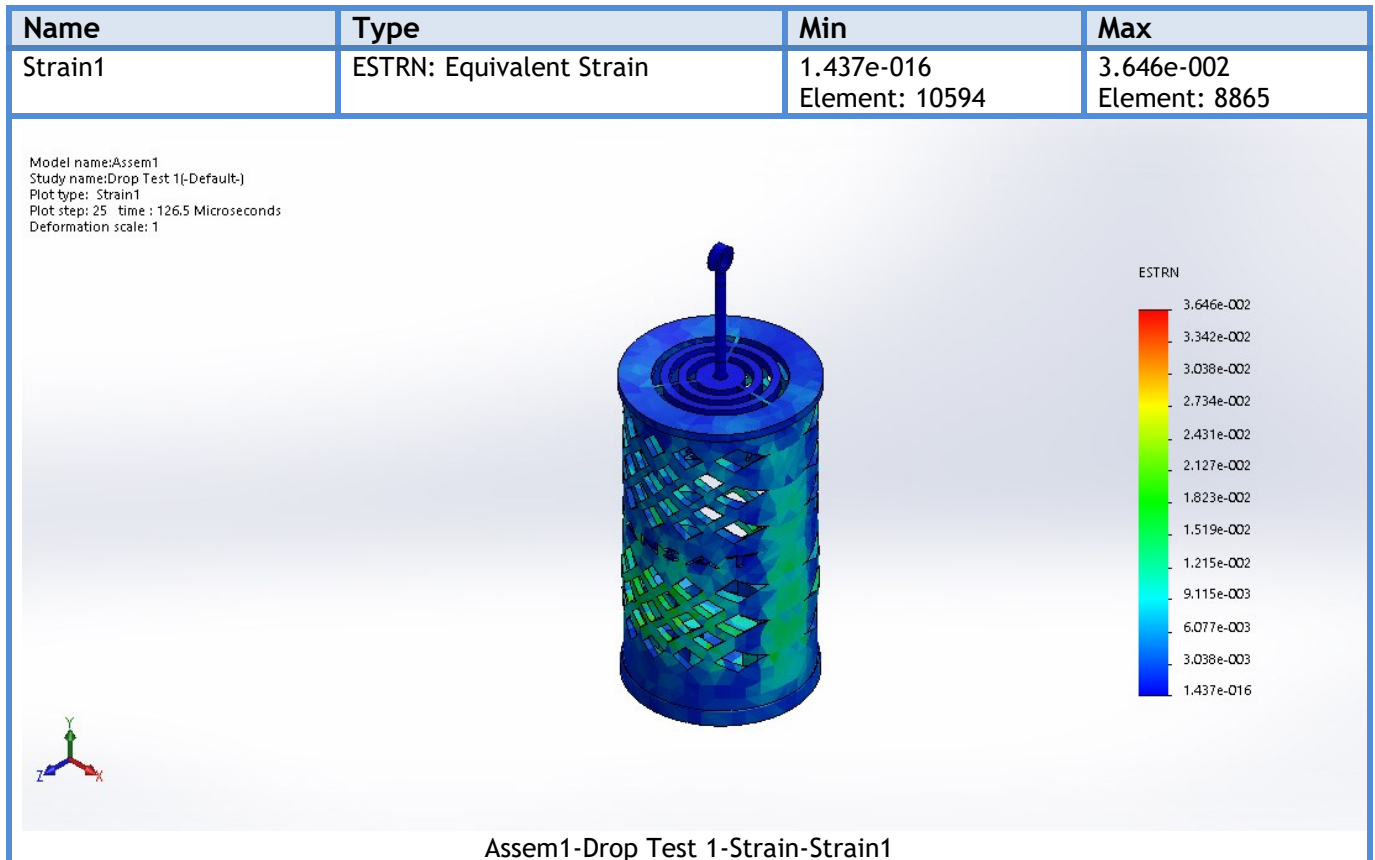 Name Type Min Max
Strain1 ESTRN: Equivalent Strain 1.437e-016 3.646e-002
Element: 10594 Element: 8865
Model name:Assem1
Study name:Drop Test 1(-Default-)
Plot type: Strain1
Plot step: 25 time : 126.5 Microseconds
Deformation scale: 1
ESTRN
3.646e-002
3.342e-002
3.038e-002
2.734e-002
2.431e-002
2.127e-002
1.823e-002
1.519e-002
1.215e-002
9.115e-003
6.077e-003
3.038e-003
1.437e-016
Y
Z X
Assem1-Drop Test 1-Strain-Strain1